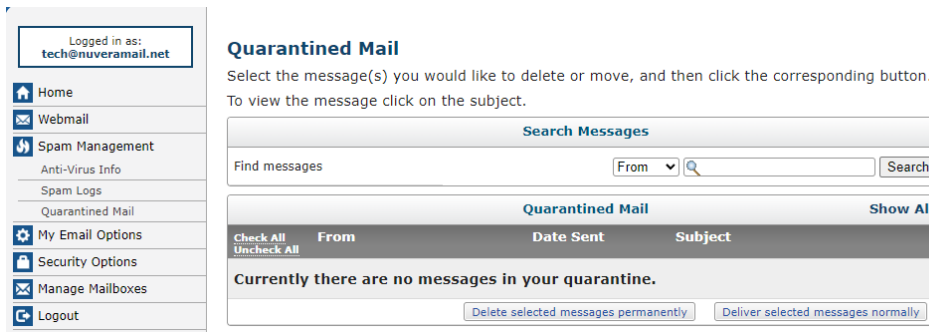 Logged in as:
tech@nuveramail.net
Home
Webmail
Spam Management
Anti-Virus Info
Spam Logs
Quarantined Mail
My Email Options
Security Options
Manage Mailboxes
Logout
Quarantined Mail
Select the message(s) you would like to delete or move, and then click the corresponding button.
To view the message click on the subject.
Search Messages
Find messages From Search
Quarantined Mail Show Al
Check All From Date Sent Subject
Uncheck All
Currently there are no messages in your quarantine.
Delete selected messages permanently Deliver selected messages normally